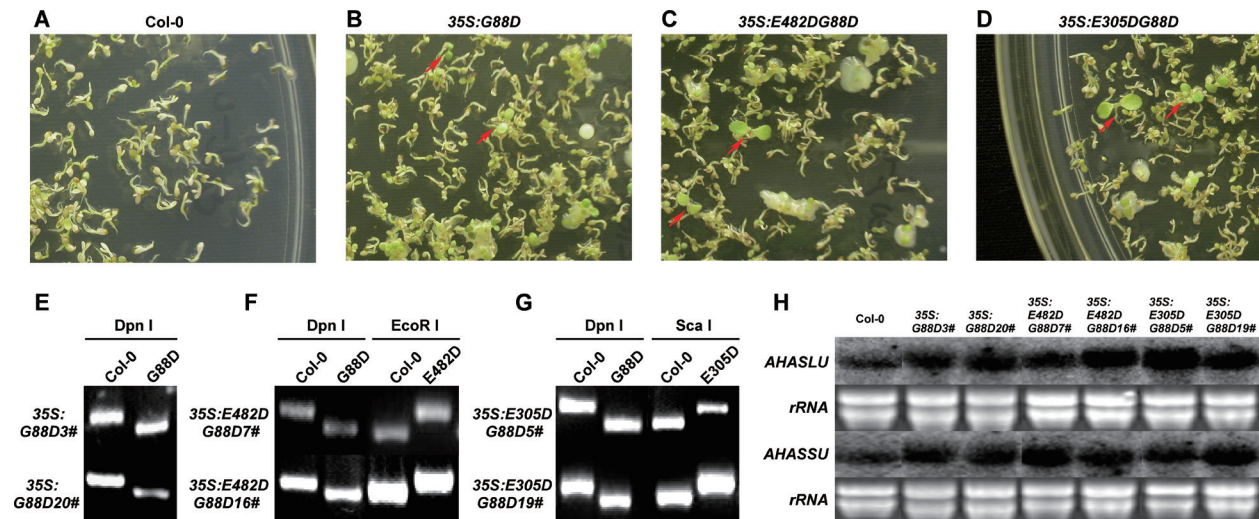 A Col-0
B 35S:G88D
C 35S:E482DG88D
D 35S:E305DG88D
E
Dpn I
Col-0 G88D
35S:
G88D3#
35S:
G88D20#
F
Dpn I EcoR I
Col-0 G88D Col-0 E482D
35S:E482D
G88D7#
35S:E482D
G88D16#
G
Dpn I Sca I
Col-0 G88D Col-0 E305D
35S:E305D
G88D5#
35S:E305D
G88D19#
H
Col-0
35S:
G88D3#
35S:
G88D20#
35S:
E482D
G88D7#
35S:
E482D
G88D16#
35S:
E305D
G88D5#
35S:
E305D
G88D19#
AHASLU
rRNA
AHASSU
rRNA